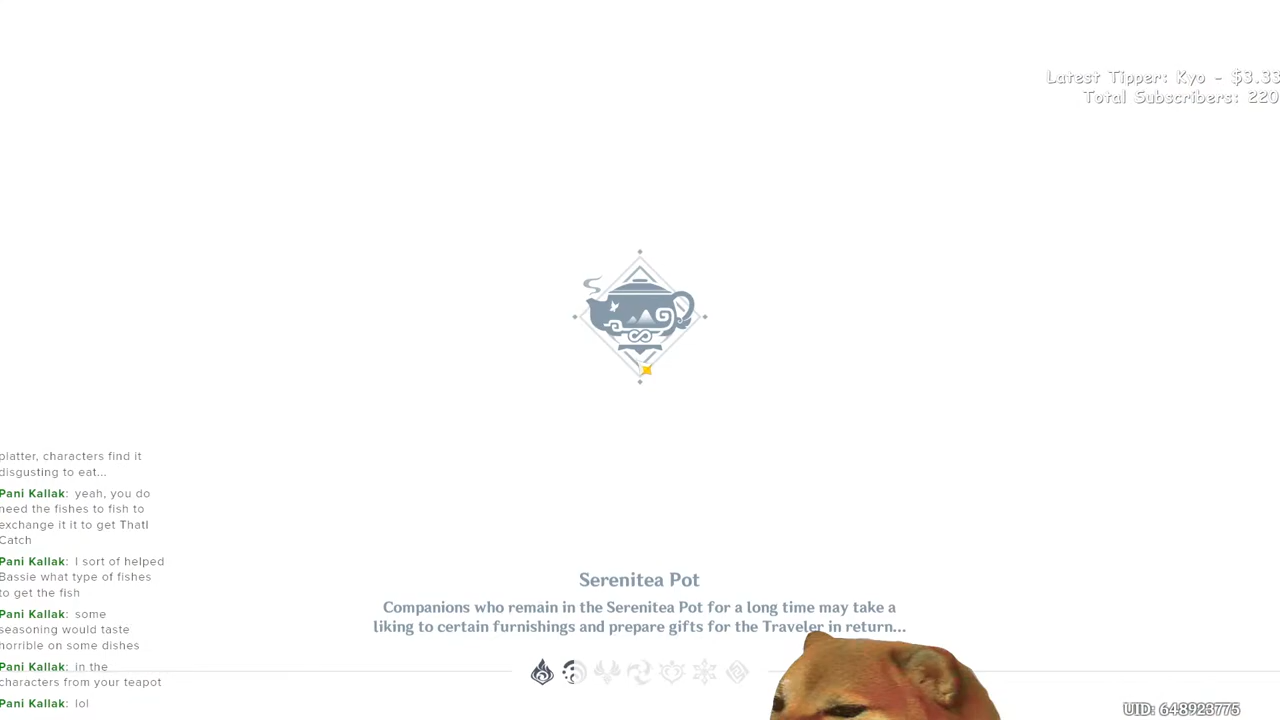 Latest Tipper: Kyo - $3.33
Total Subscribers: 220
platter, characters find it
disgusting to eat...
Pani Kallak: yeah, you do
need the fishes to fish to
exchange it it to get Thatl
Catch
Pani Kallak: I sort of helped
Bassie what type of fishes
to get the fish
Pani Kallak: some
seasoning would taste
horrible on some dishes
Pani Kallak: in the
characters from your teapot
Pani Kallak: lol
Serenitea Pot
Companions who remain in the Serenitea Pot for a long time may take a
liking to certain furnishings and prepare gifts for the Traveler in return...
UID: 648923775